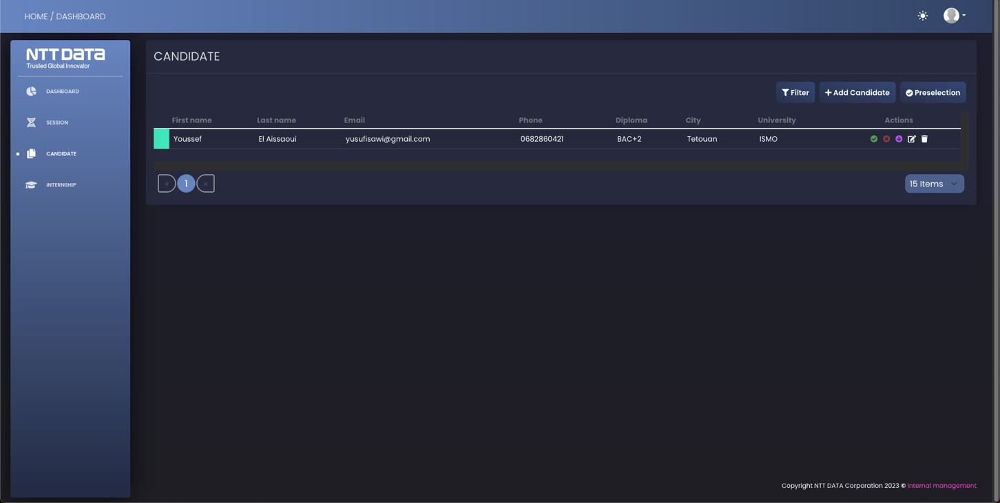 HOME / DASHBOARD
NTT DATA
Trusted Global Innovator
DASHBOARD
SESSION
CANDIDATE
INTERNSHIP
CANDIDATE
Filter
Add Candidate
Preselection
First name Last name Email Phone Diploma City University Actions
Youssef El Aissaoui yusufisawi@gmail.com 0682860421 BAC+2 Tetouan ISMO
« 1 »
15 Items
Copyright NTT DATA Corporation 2023 © Internal management